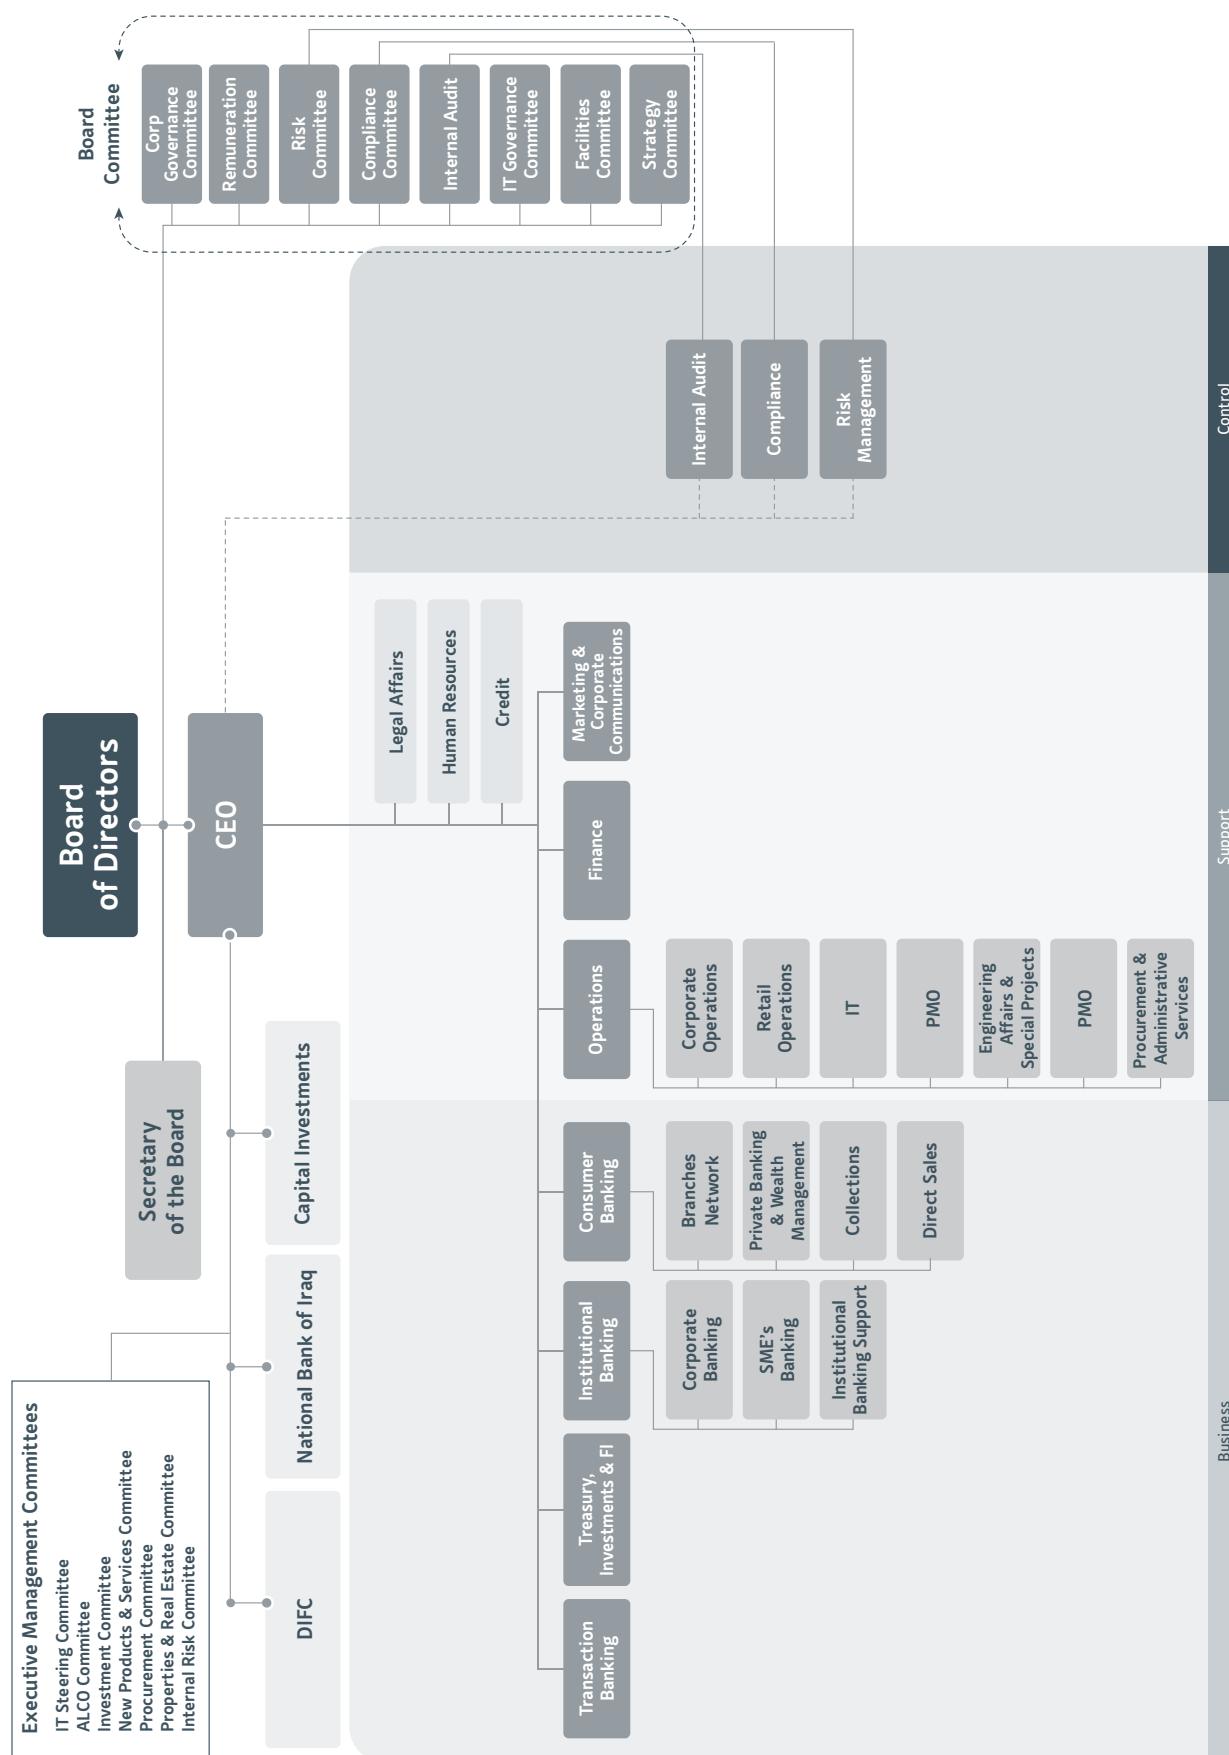 Executive Management Committees
IT Steering Committee
ALCO Committee
Investment Committee
New Products & Services Committee
Procurement Committee
Properties & Real Estate Committee
Internal Risk Committee
Board
of Directors
Secretary
of the Board
CEO
Board
Committee
Corp
Governance
Committee
Remuneration
Committee
Risk
Committee
Compliance
Committee
Internal Audit
IT Governance
Committee
Facilities
Committee
Strategy
Committee
DIFC
National Bank of Iraq
Capital Investments
Legal Affairs
Human Resources
Credit
Transaction
Banking
Treasury,
Investments & FI
Institutional
Banking
Consumer
Banking
Operations
Finance
Marketing &
Corporate
Communications
Corporate
Banking
SME's
Banking
Institutional
Banking Support
Branches
Network
Private Banking
& Wealth
Management
Collections
Direct Sales
Corporate
Operations
Retail
Operations
IT
PMO
Engineering
Affairs &
Special Projects
PMO
Procurement &
Administrative
Services
Internal Audit
Compliance
Risk
Management
Business
Support
Control